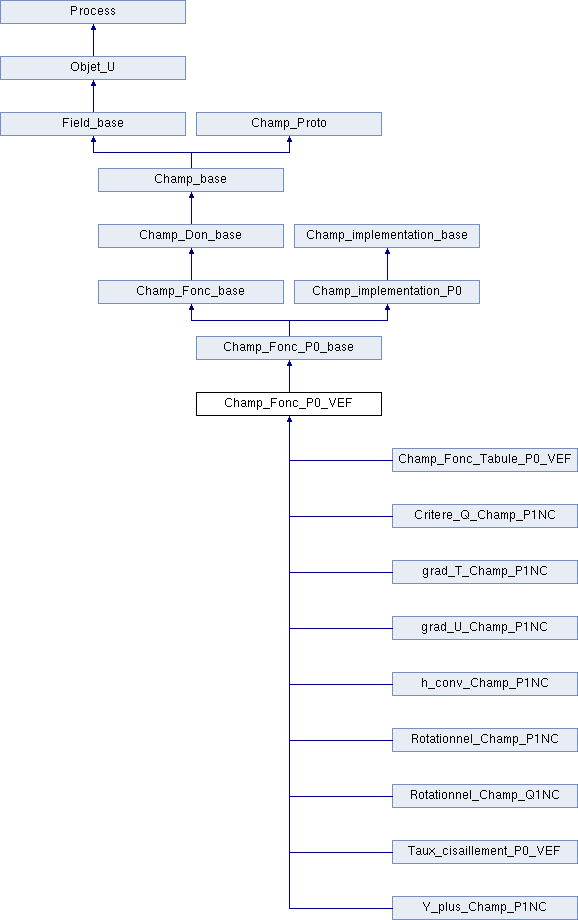 Process
Objet_U
Field_base
Champ_Proto
Champ_base
Champ_Don_base
Champ_implementation_base
Champ_Fonc_base
Champ_implementation_P0
Champ_Fonc_P0_base
Champ_Fonc_P0_VEF
Champ_Fonc_Tabule_P0_VEF
Critere_Q_Champ_P1NC
grad_T_Champ_P1NC
grad_U_Champ_P1NC
h_conv_Champ_P1NC
Rotationnel_Champ_P1NC
Rotationnel_Champ_Q1NC
Taux_cisaillement_P0_VEF
Y_plus_Champ_P1NC